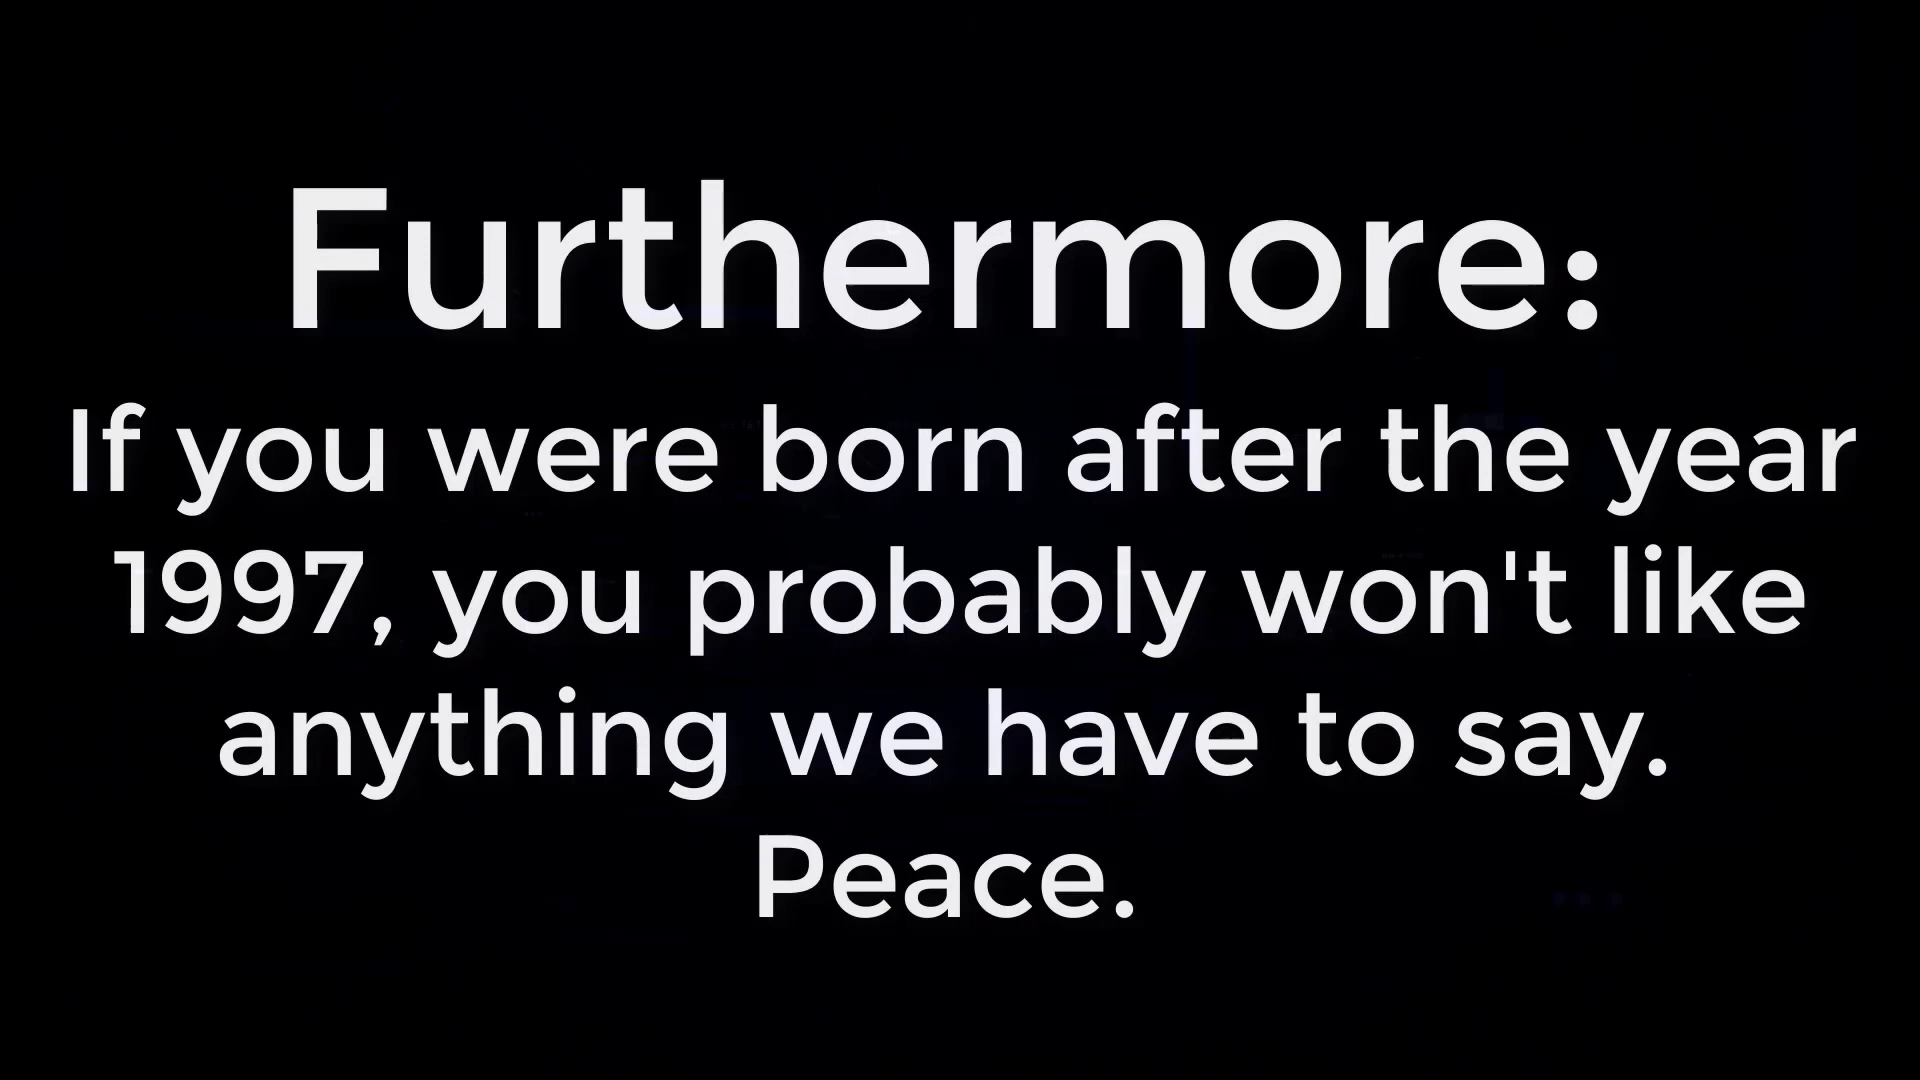 Furthermore:
If you were born after the year
1997, you probably won't like
anything we have to say.
Peace.